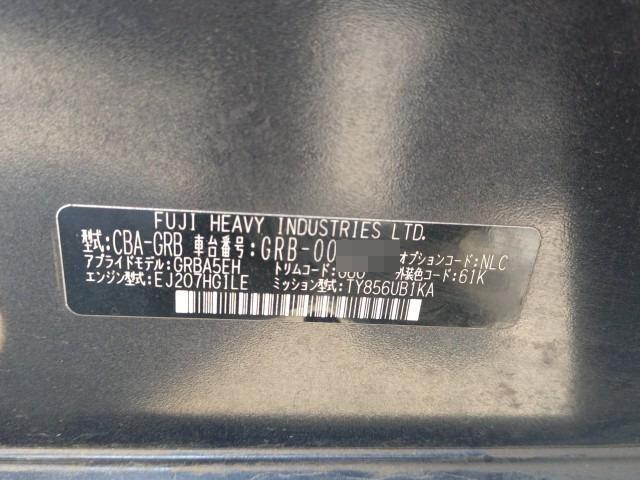 FUJI HEAVY INDUSTRIES LTD.
型式:CBA-GRB 車台番号:GRB-00 オプションコード:NLC
アプライドモデル:GRBA5EH トリムコード: 外装色コード:61K
エンジン型式:EJ207HG1LE ミッション型式:TY856UB1KA